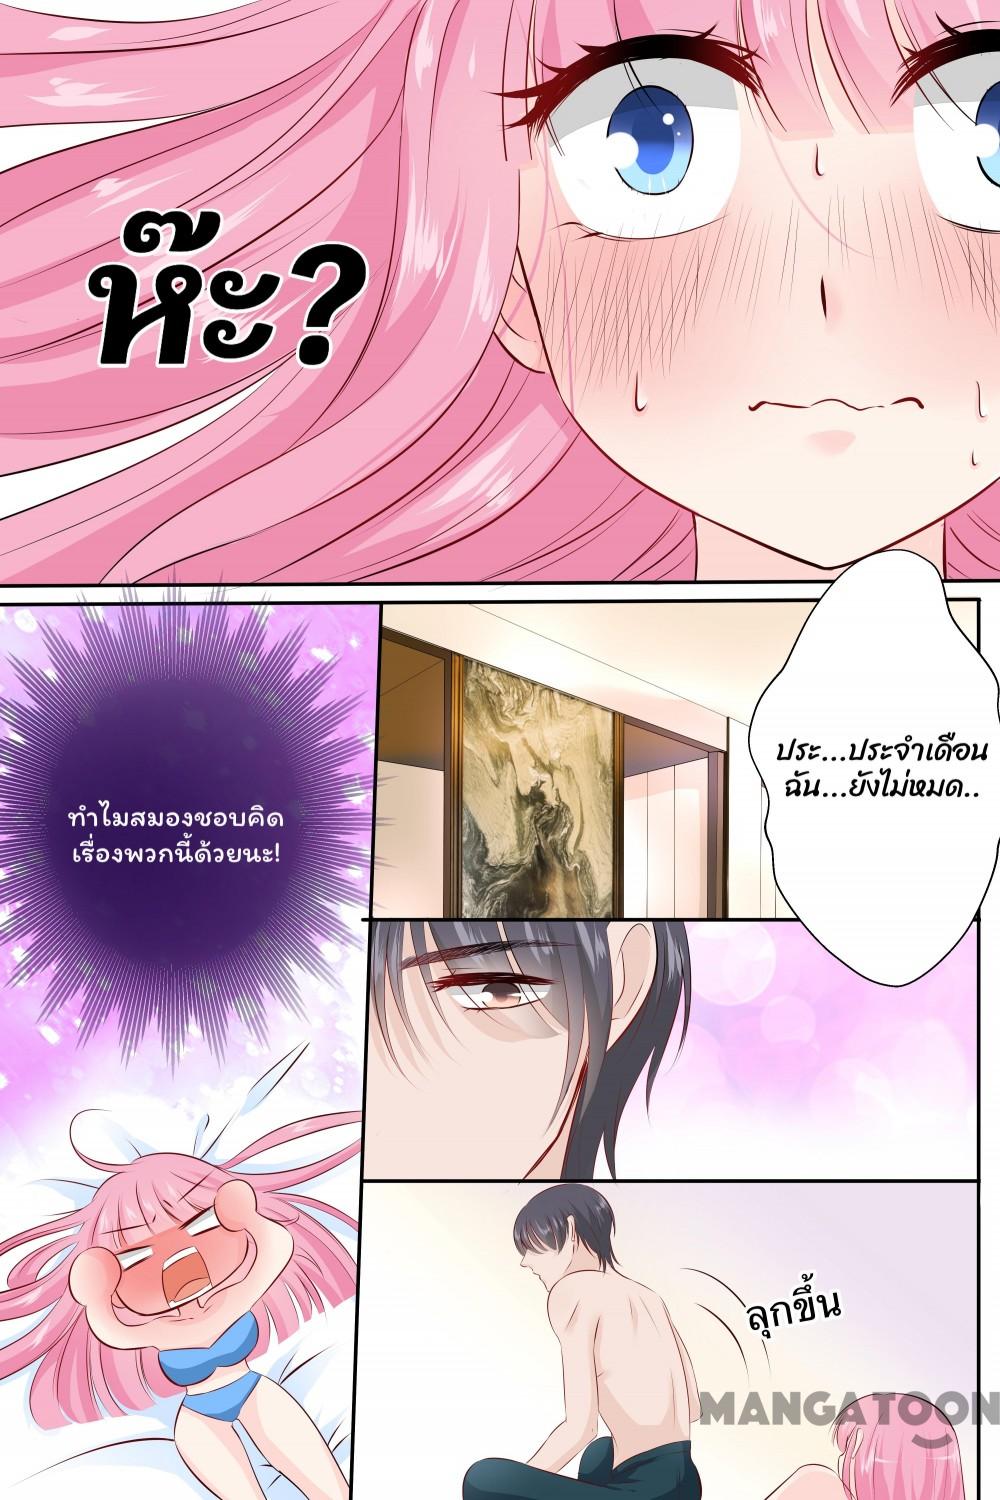 ห๊ะ?
ประ...ประจำเดือน
ฉัน...ยังไม่หมด..
ทำไมสมองชอบคิด
เรื่องพวกนี้ด้วยนะ!
ลุกขึ้น
MANGATOON